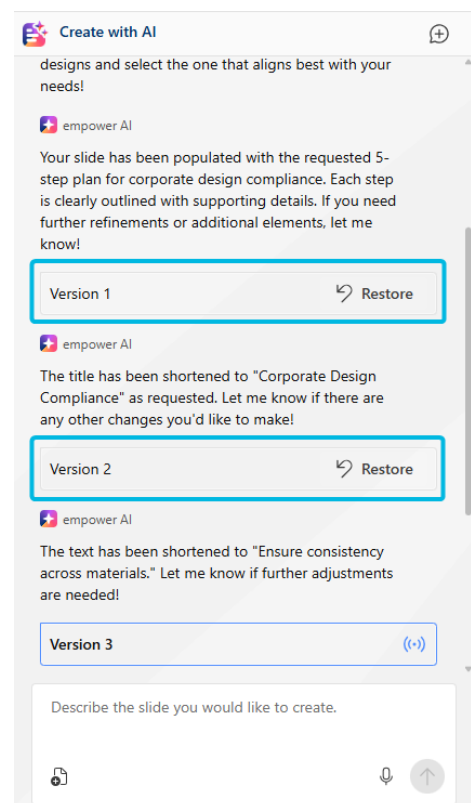 Create with AI
designs and select the one that aligns best with your
needs!
empower AI
Your slide has been populated with the requested 5-
step plan for corporate design compliance. Each step
is clearly outlined with supporting details. If you need
further refinements or additional elements, let me
know!
Version 1 Restore
empower AI
The title has been shortened to "Corporate Design
Compliance" as requested. Let me know if there are
any other changes you'd like to make!
Version 2 Restore
empower AI
The text has been shortened to "Ensure consistency
across materials." Let me know if further adjustments
are needed!
Version 3
Describe the slide you would like to create.